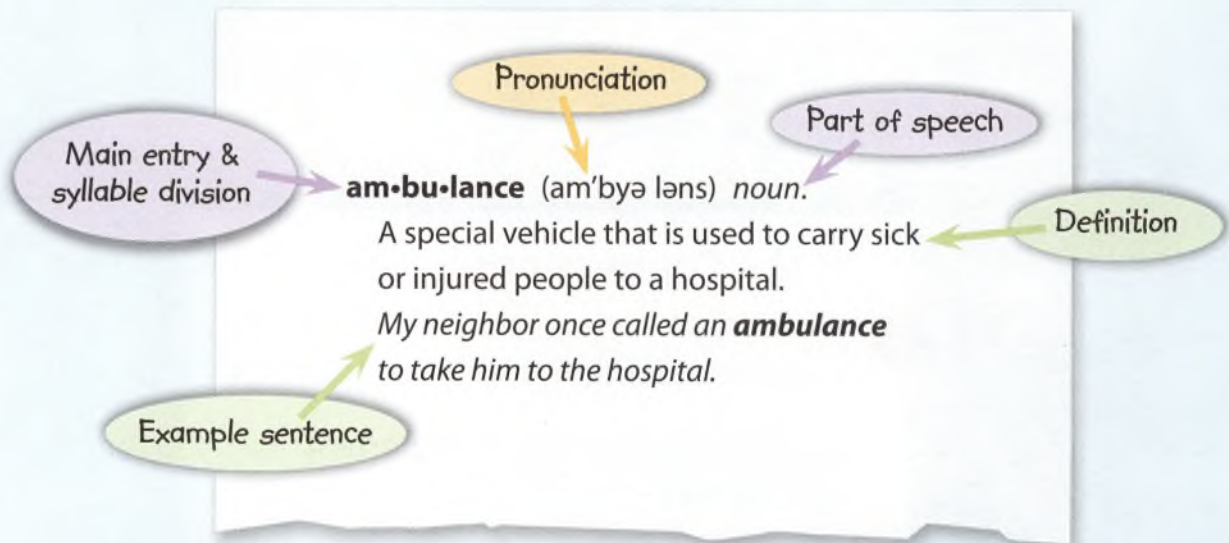 Pronunciation
Part of speech
Main entry &
syllable division
am•bu•lance (am'byə ləns) noun.
A special vehicle that is used to carry sick
Definition
or injured people to a hospital.
My neighbor once called an ambulance
to take him to the hospital.
Example sentence